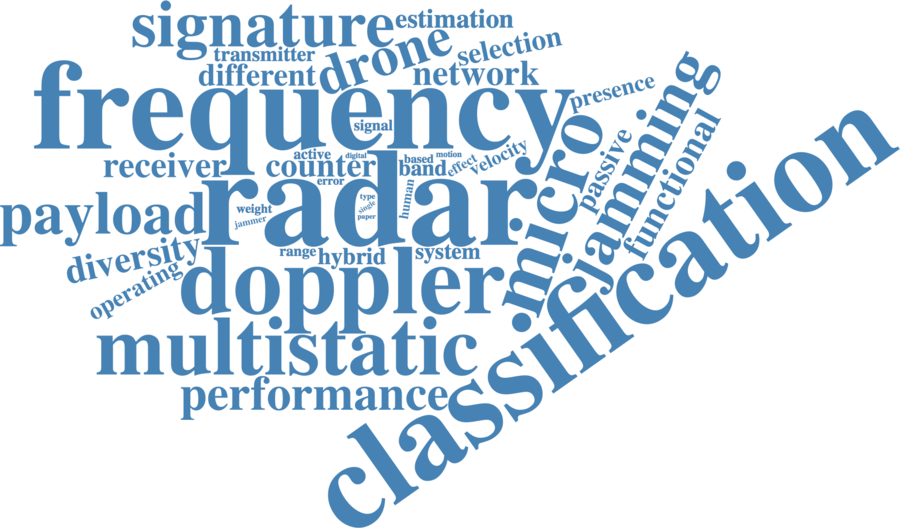 signature
estimation
transmitter
drone
selection
different
network
frequency
presence
signal
micro
jamming
receiver
active
digital
counter
based
motion
band
effect
velocity
passive
functional
error
radar
type
single
paper
human
payload
weight
jammer
classification
diversity
range
hybrid
system
operating
doppler
multistatic
performance